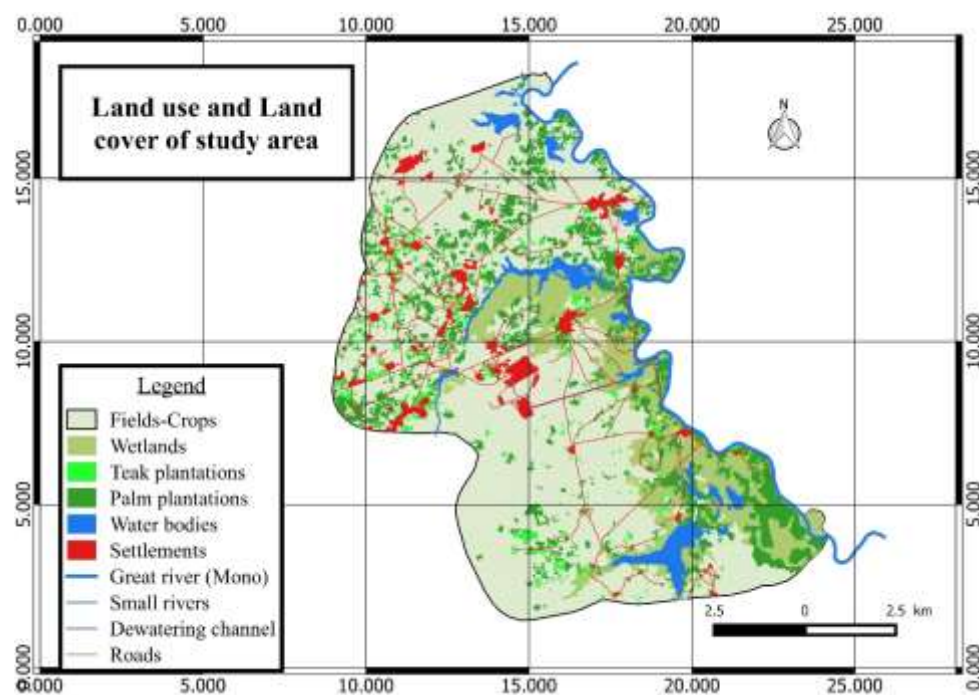 0.000 5.000 10.000 15.000 20.000 25.000
Land use and Land
cover of study area
N
15.000 15.000
10.000 10.000
Legend
Fields-Crops
Wetlands
Teak plantations
Palm plantations
Water bodies
Settlements
Great river (Mono)
Small rivers
Dewatering channel
Roads
5.000 5.000
2.5 0 2.5 km
0.000 0.000
0.000 5.000 10.000 15.000 20.000 25.000